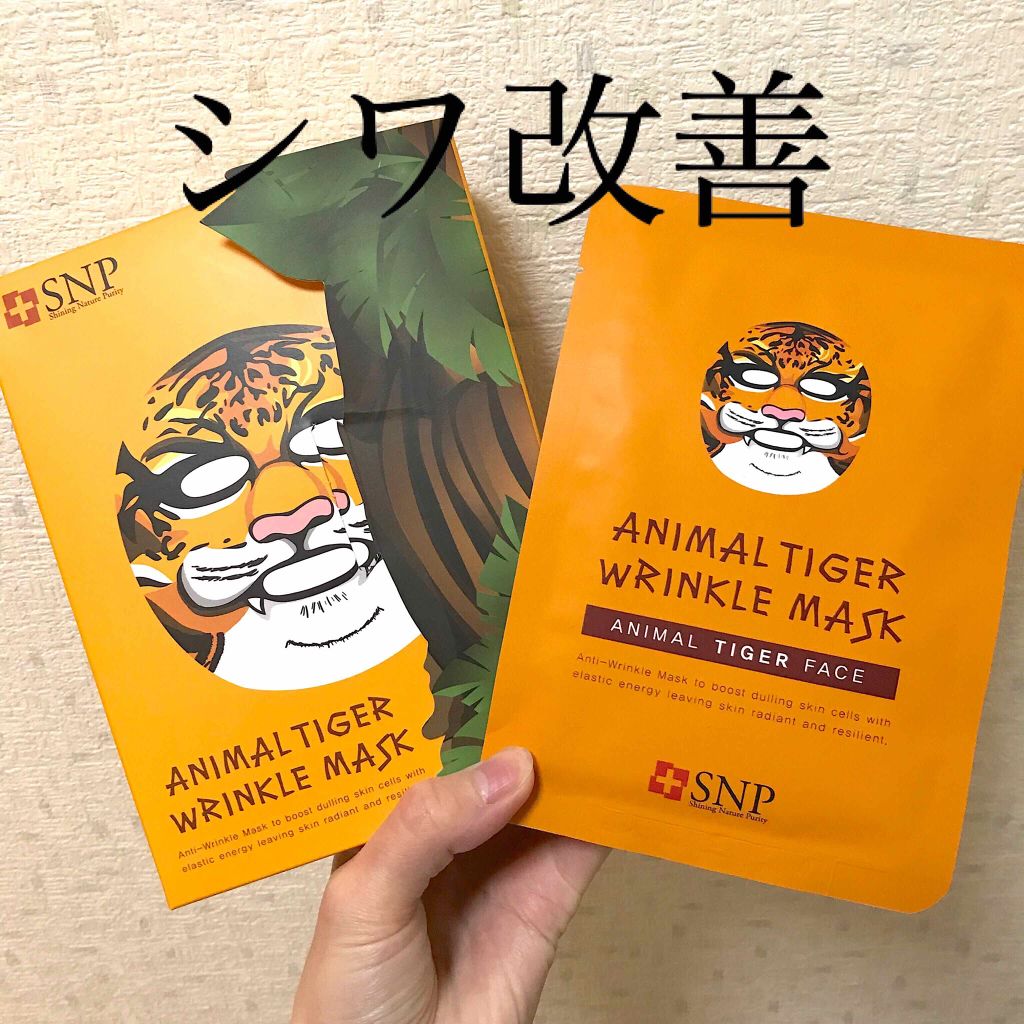 シワ改善
SNP
Shining Nature Purity
ANIMAL TIGER
WRINKLE MASK
Anti-Wrinkle Mask to boost dulling skin cells with
elastic energy leaving skin radiant and
ANIMAL TIGER
WRINKLE MASK
ANIMAL TIGER FACE
Anti-Wrinkle Mask to boost dulling skin cells with
elastic energy leaving skin radiant and resilient.
SNP
Shining Nature Purity